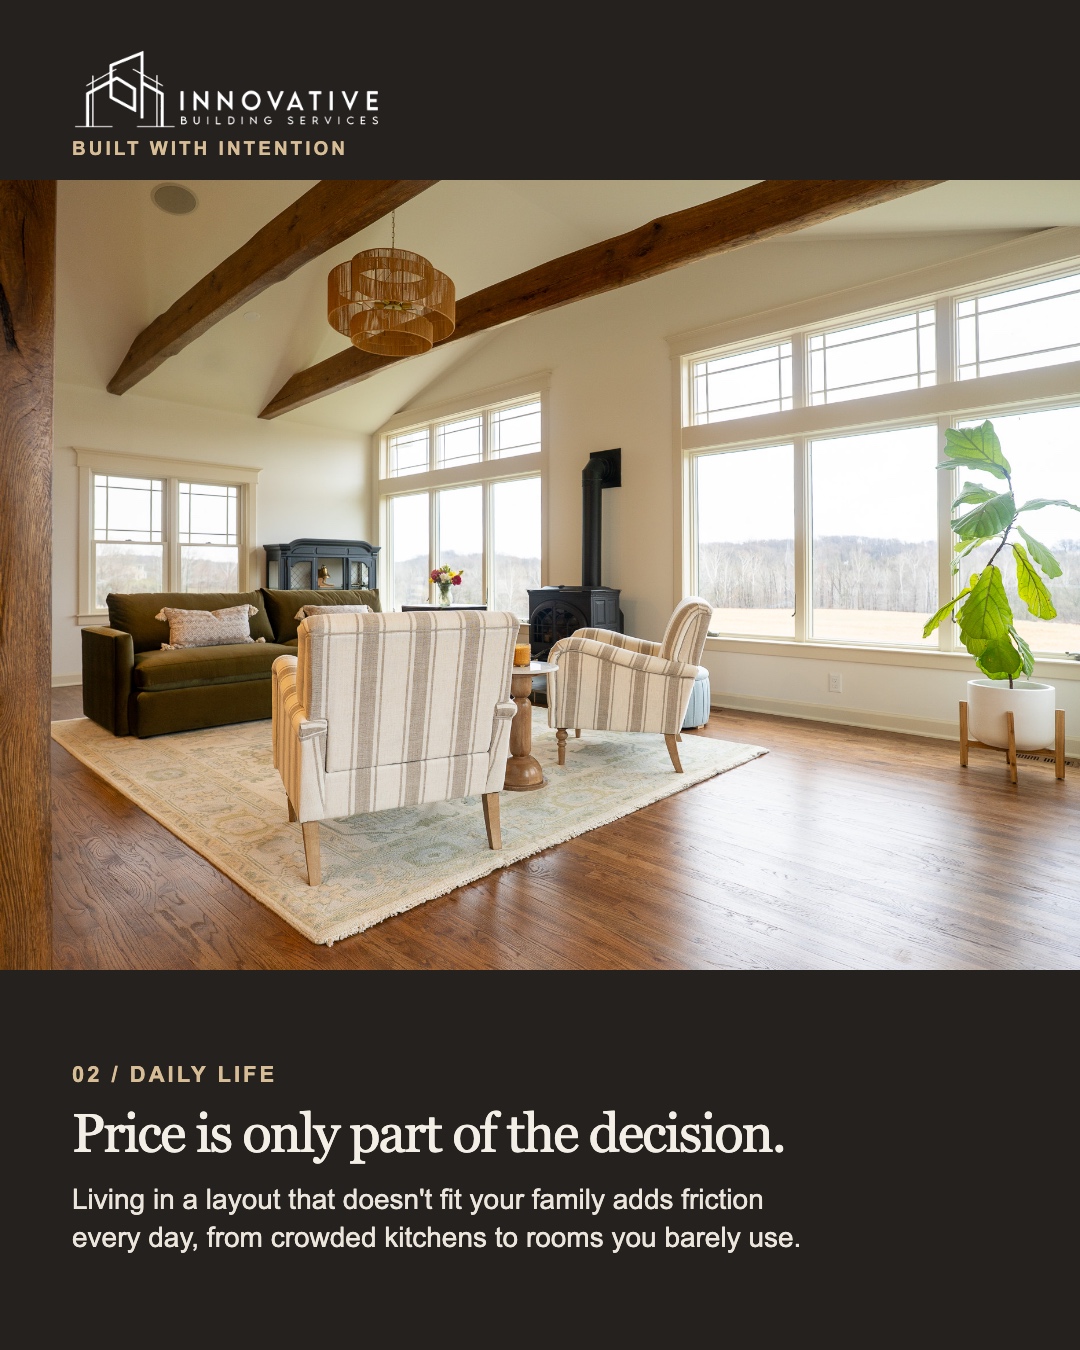 INNOVATIVE
BUILDING SERVICES
BUILT WITH INTENTION
02 / DAILY LIFE
Price is only part of the decision.
Living in a layout that doesn't fit your family adds friction
every day, from crowded kitchens to rooms you barely use.